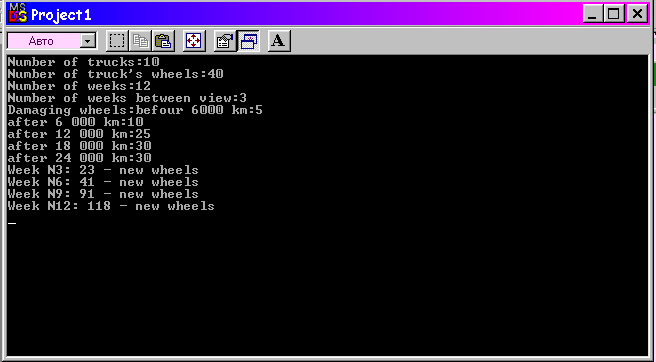 Project1
Авто
A
Number of trucks:10
Number of truck's wheels:40
Number of weeks:12
Number of weeks between view:3
Damaging wheels:befour 6000 km:5
after 6 000 km:10
after 12 000 km:25
after 18 000 km:30
after 24 000 km:30
Week N3: 23 - new wheels
Week N6: 41 - new wheels
Week N9: 91 - new wheels
Week N12: 118 - new wheels